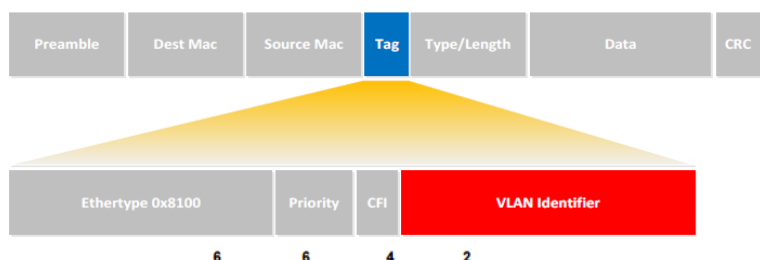 Preamble Dest Mac Source Mac Tag Type/Length Data CRC
Ethertype 0x8100 Priority CFI VLAN Identifier
6 6 4 2